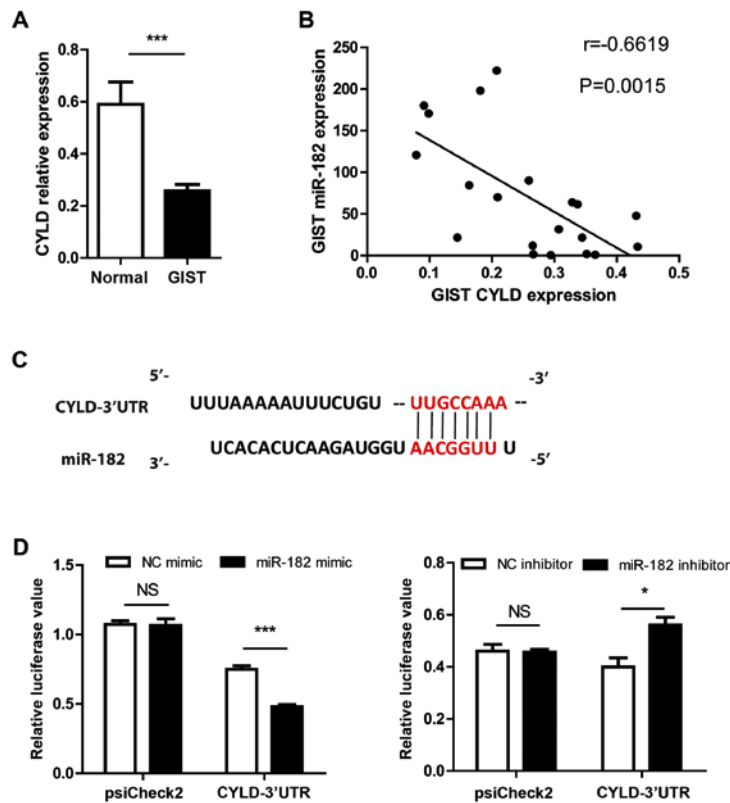 A
***
CYLD relative expression
0.8
0.6
0.4
0.2
0.0
Normal GIST
B
r=-0.6619
P=0.0015
GIST miR-182 expression
250
200
150
100
50
0
0.0 0.1 0.2 0.3 0.4 0.5
GIST CYLD expression
C
5′- -3′
CYLD-3′UTR UUUAAAAAUUUCUGU -- UUGCCAAA --
miR-182 3′- UCACACUCAAGAUGGU AACGGUU U -5′
D
NC mimic miR-182 mimic
NS
***
Relative luciferase value
1.5
1.0
0.5
0.0
psiCheck2 CYLD-3′UTR
NC inhibitor miR-182 inhibitor
NS
*
Relative luciferase value
0.8
0.6
0.4
0.2
0.0
psiCheck2 CYLD-3′UTR